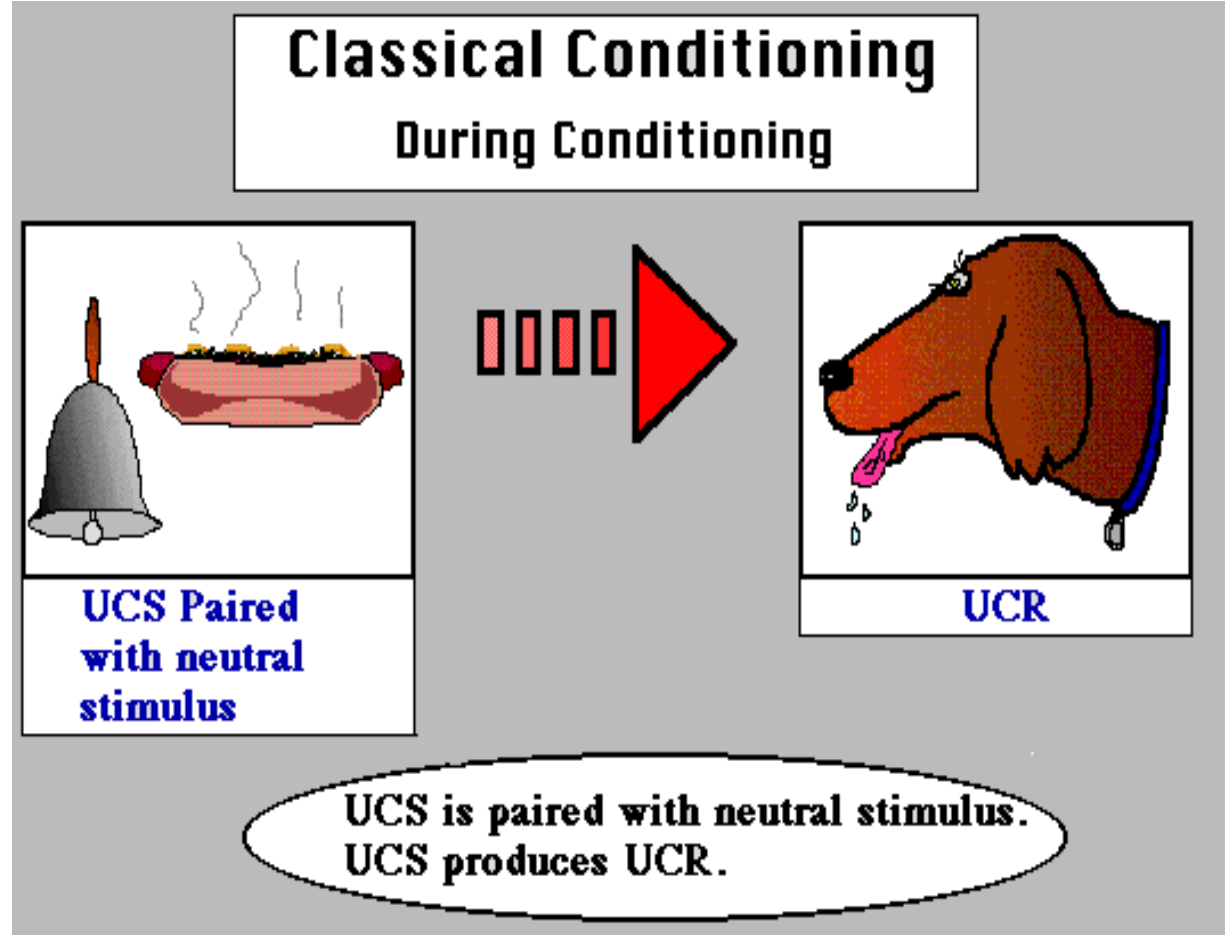 Classical Conditioning
During Conditioning
UCS Paired
with neutral
stimulus
UCR
UCS is paired with neutral stimulus.
UCS produces UCR.